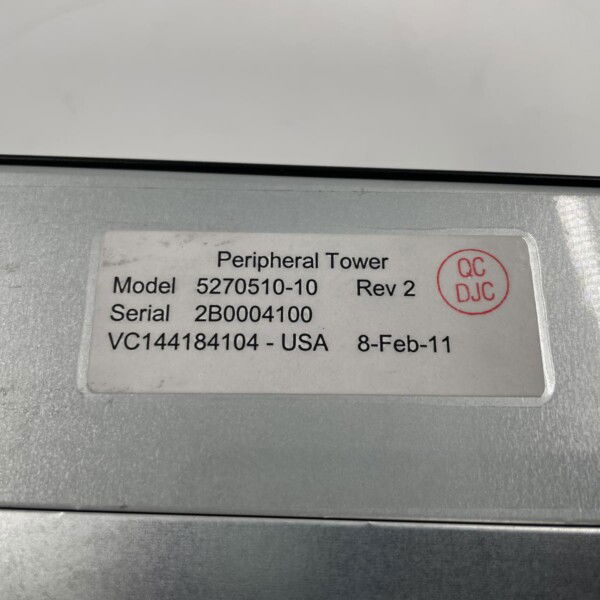 Peripheral Tower
Model 5270510-10 Rev 2
Serial 2B0004100
VC144184104 - USA 8-Feb-11
QC
DJC